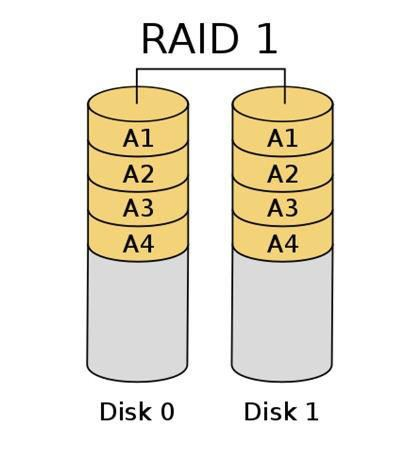 RAID 1
A1 A1
A2 A2
A3 A3
A4 A4
Disk 0 Disk 1